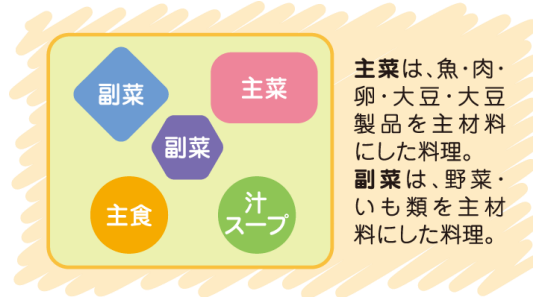 副菜
主菜
副菜
主食
汁
スープ
主菜は、魚・肉・
卵・大豆・大豆
製品を主材料
にした料理。
副菜は、野菜・
いも類を主材
料にした料理。